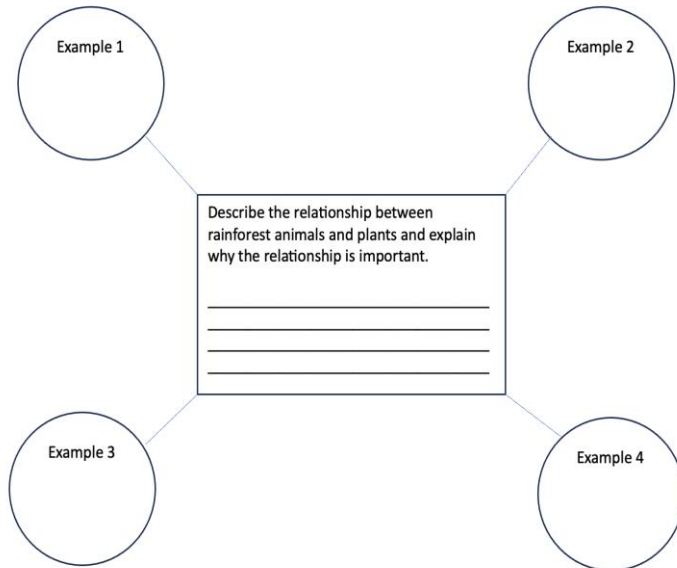 Example 1
Example 2
Describe the relationship between
rainforest animals and plants and explain
why the relationship is important.
Example 3
Example 4